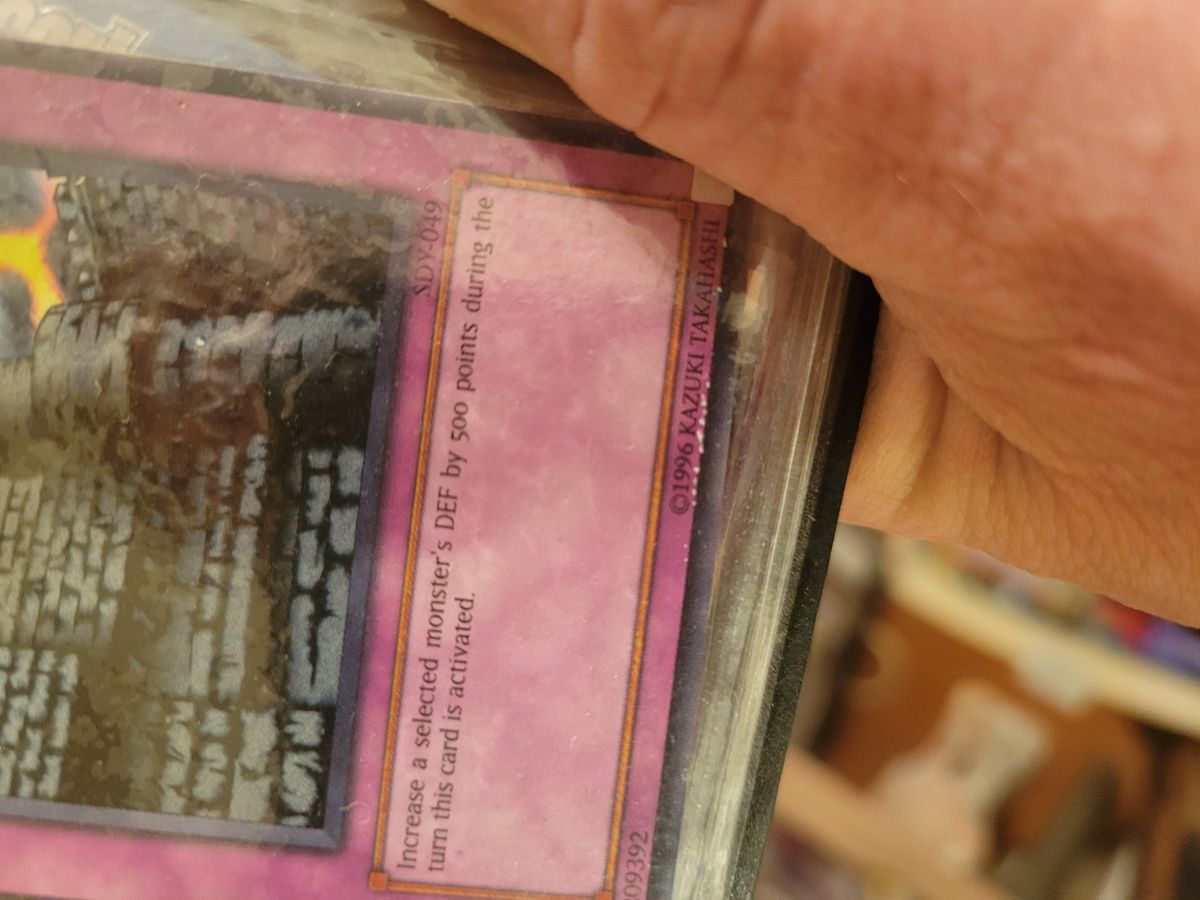 SDY-049
Increase a selected monster's DEF by 500 points during the
turn this card is activated.
09392
©1996 KAZUKI TAKAHASHI